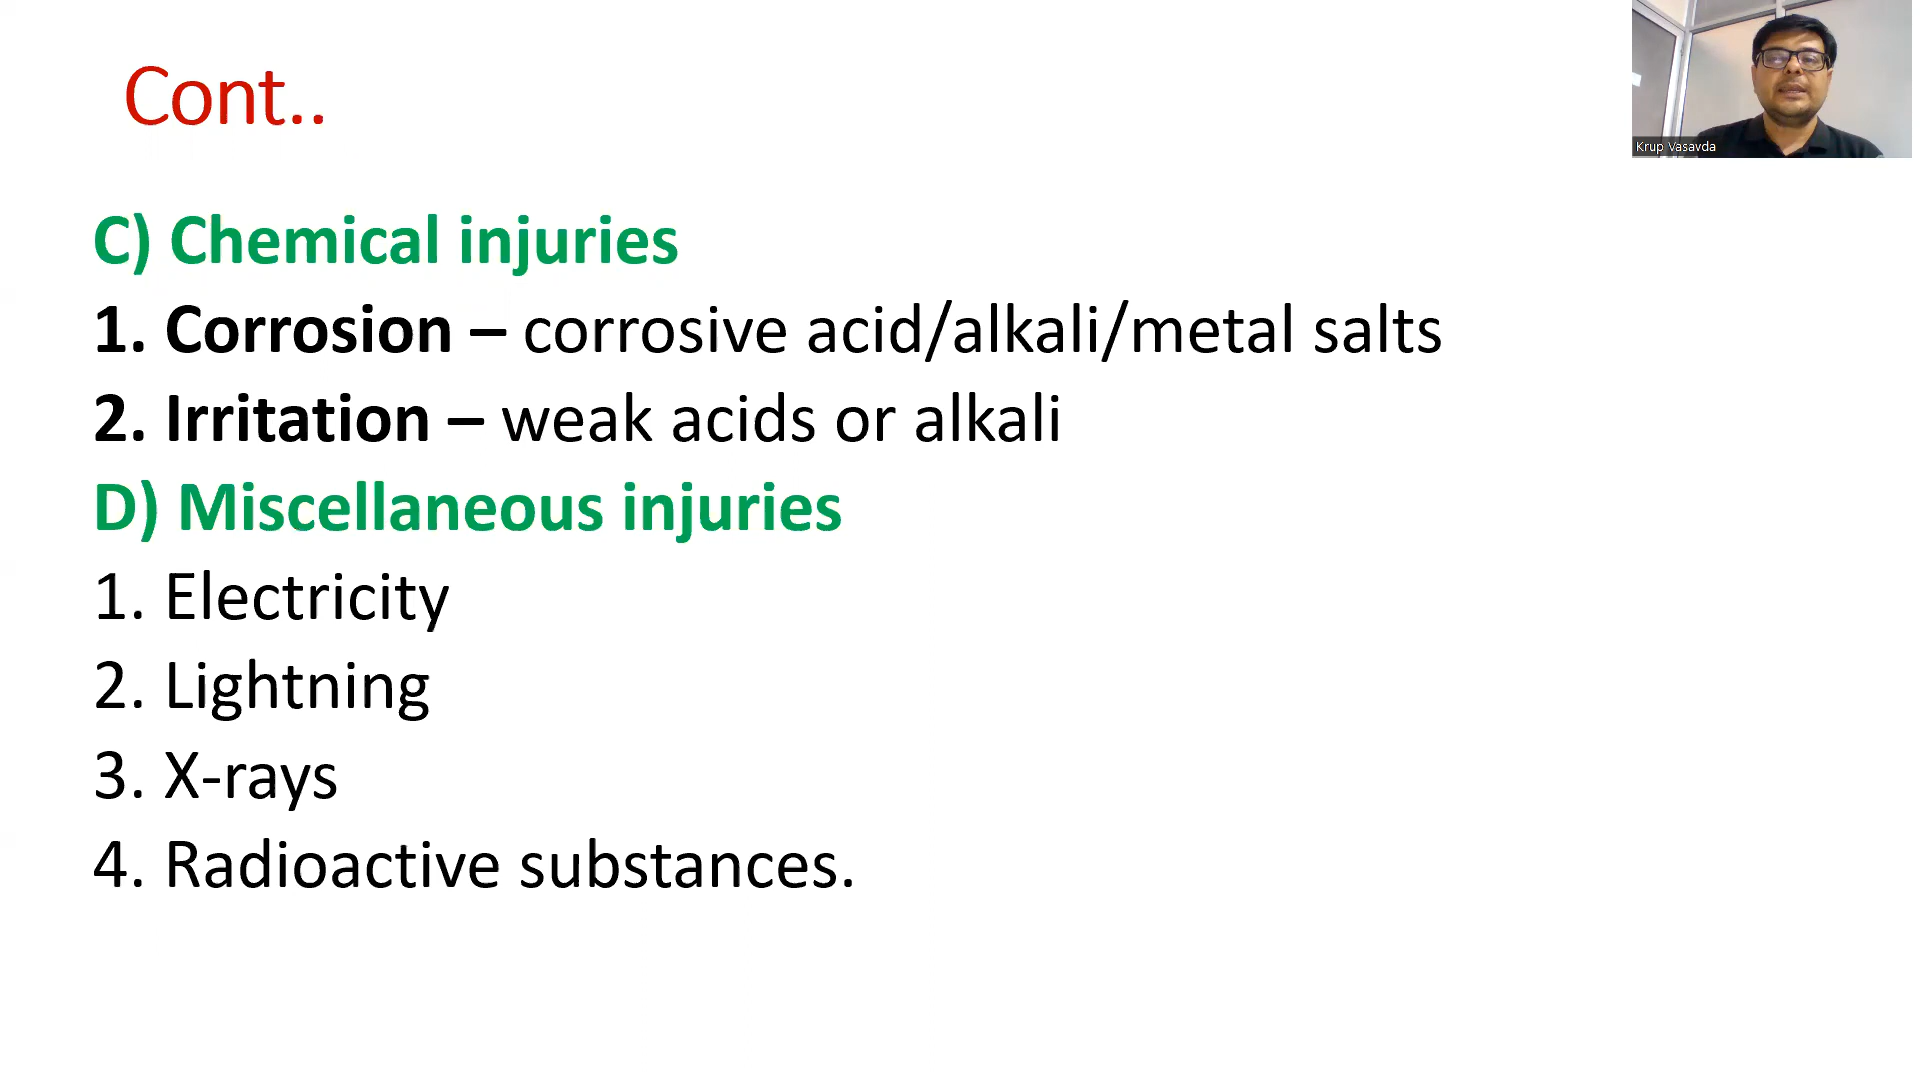 Cont..
Krup Vasavda
C) Chemical injuries
1. Corrosion – corrosive acid/alkali/metal salts
2. Irritation – weak acids or alkali
D) Miscellaneous injuries
1. Electricity
2. Lightning
3. X-rays
4. Radioactive substances.